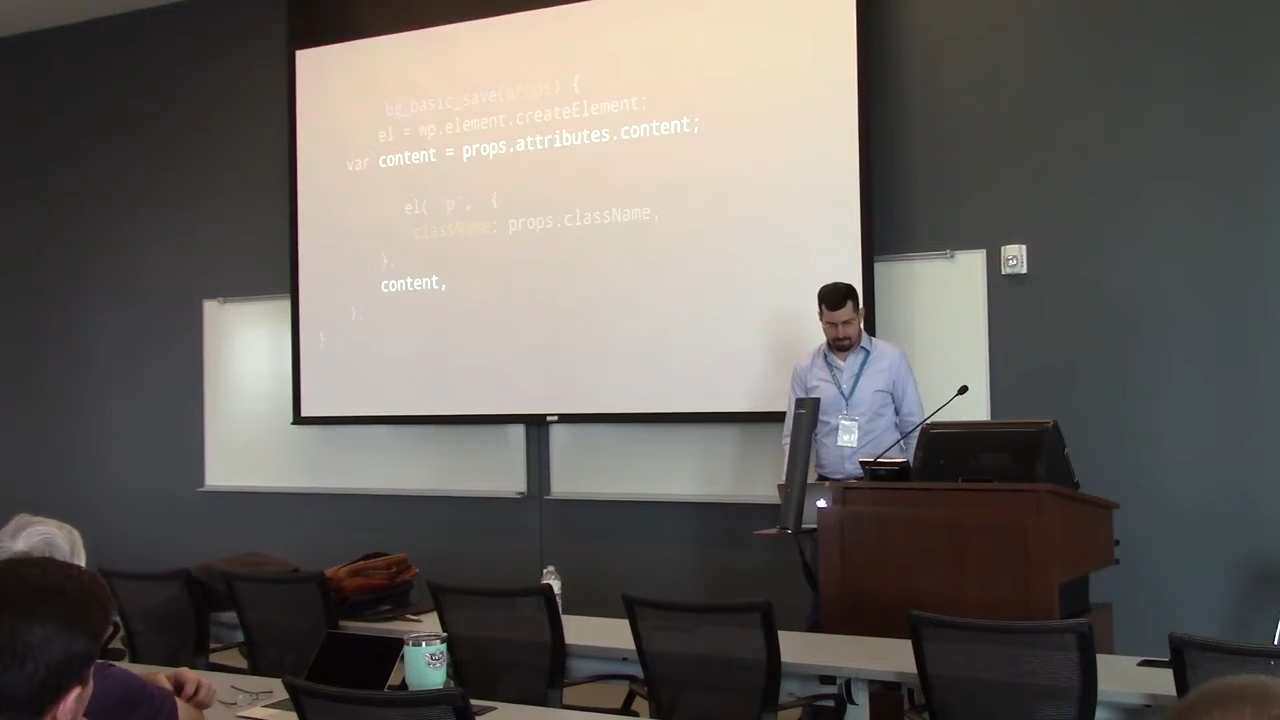 bg_basic_save(props) {
el = wp.element.createElement;
var content = props.attributes.content;
el( 'p', {
className: props.className,
},
content,
);
}